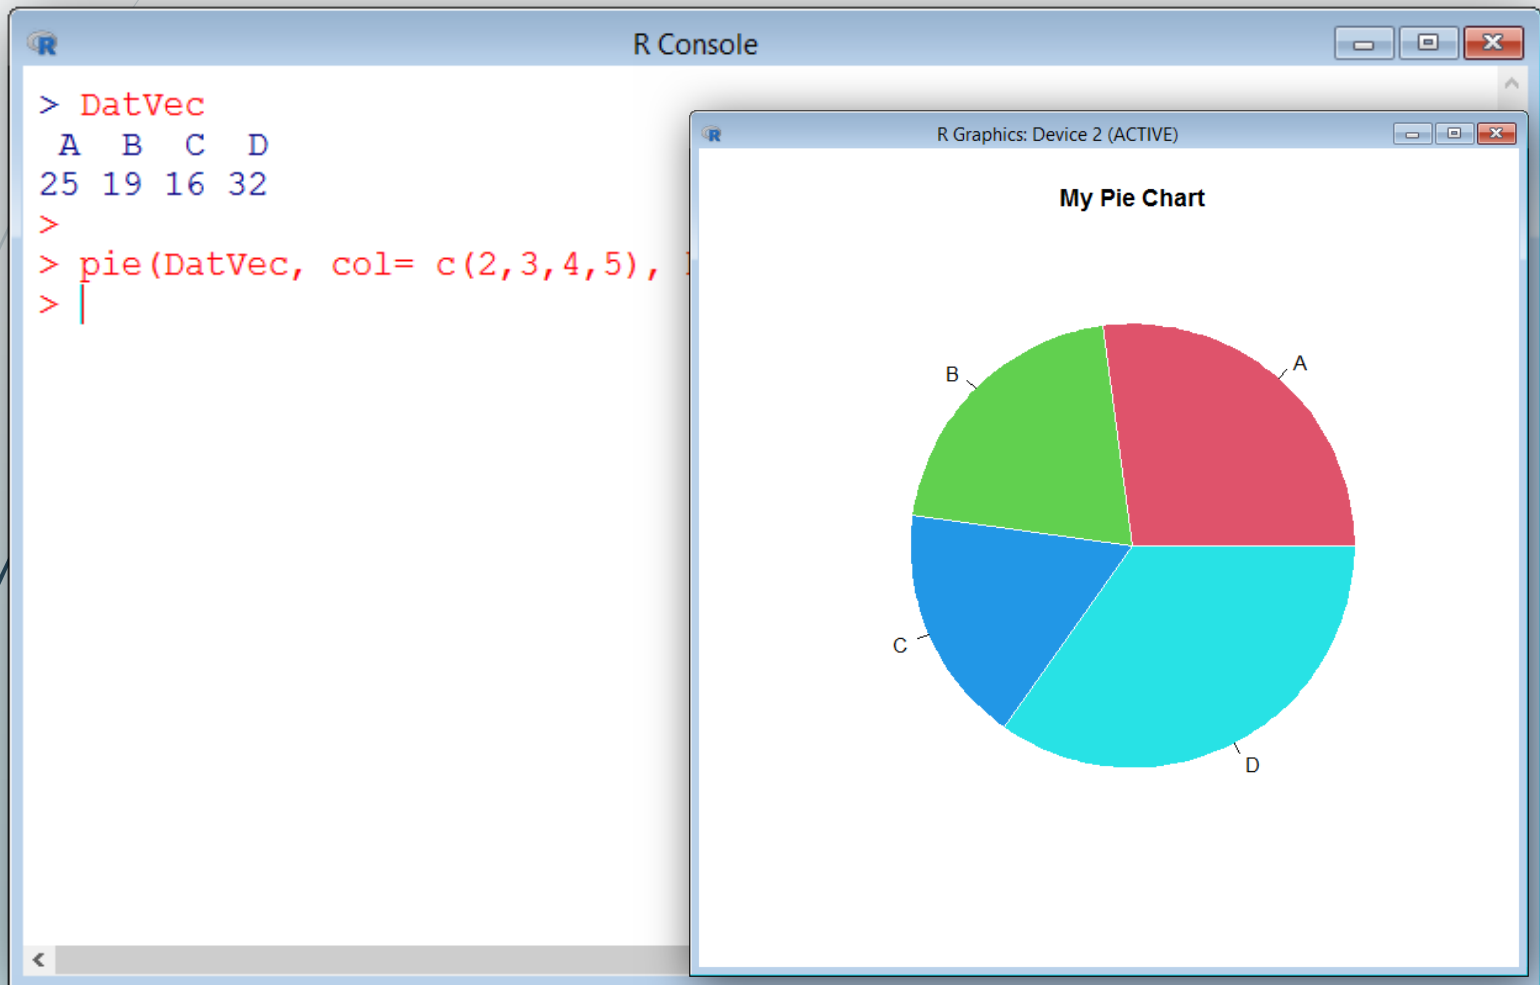 R Console
> DatVec
A B C D
25 19 16 32
>
> pie(DatVec, col= c(2,3,4,5),
>
R Graphics: Device 2 (ACTIVE)
My Pie Chart
A
B
C
D